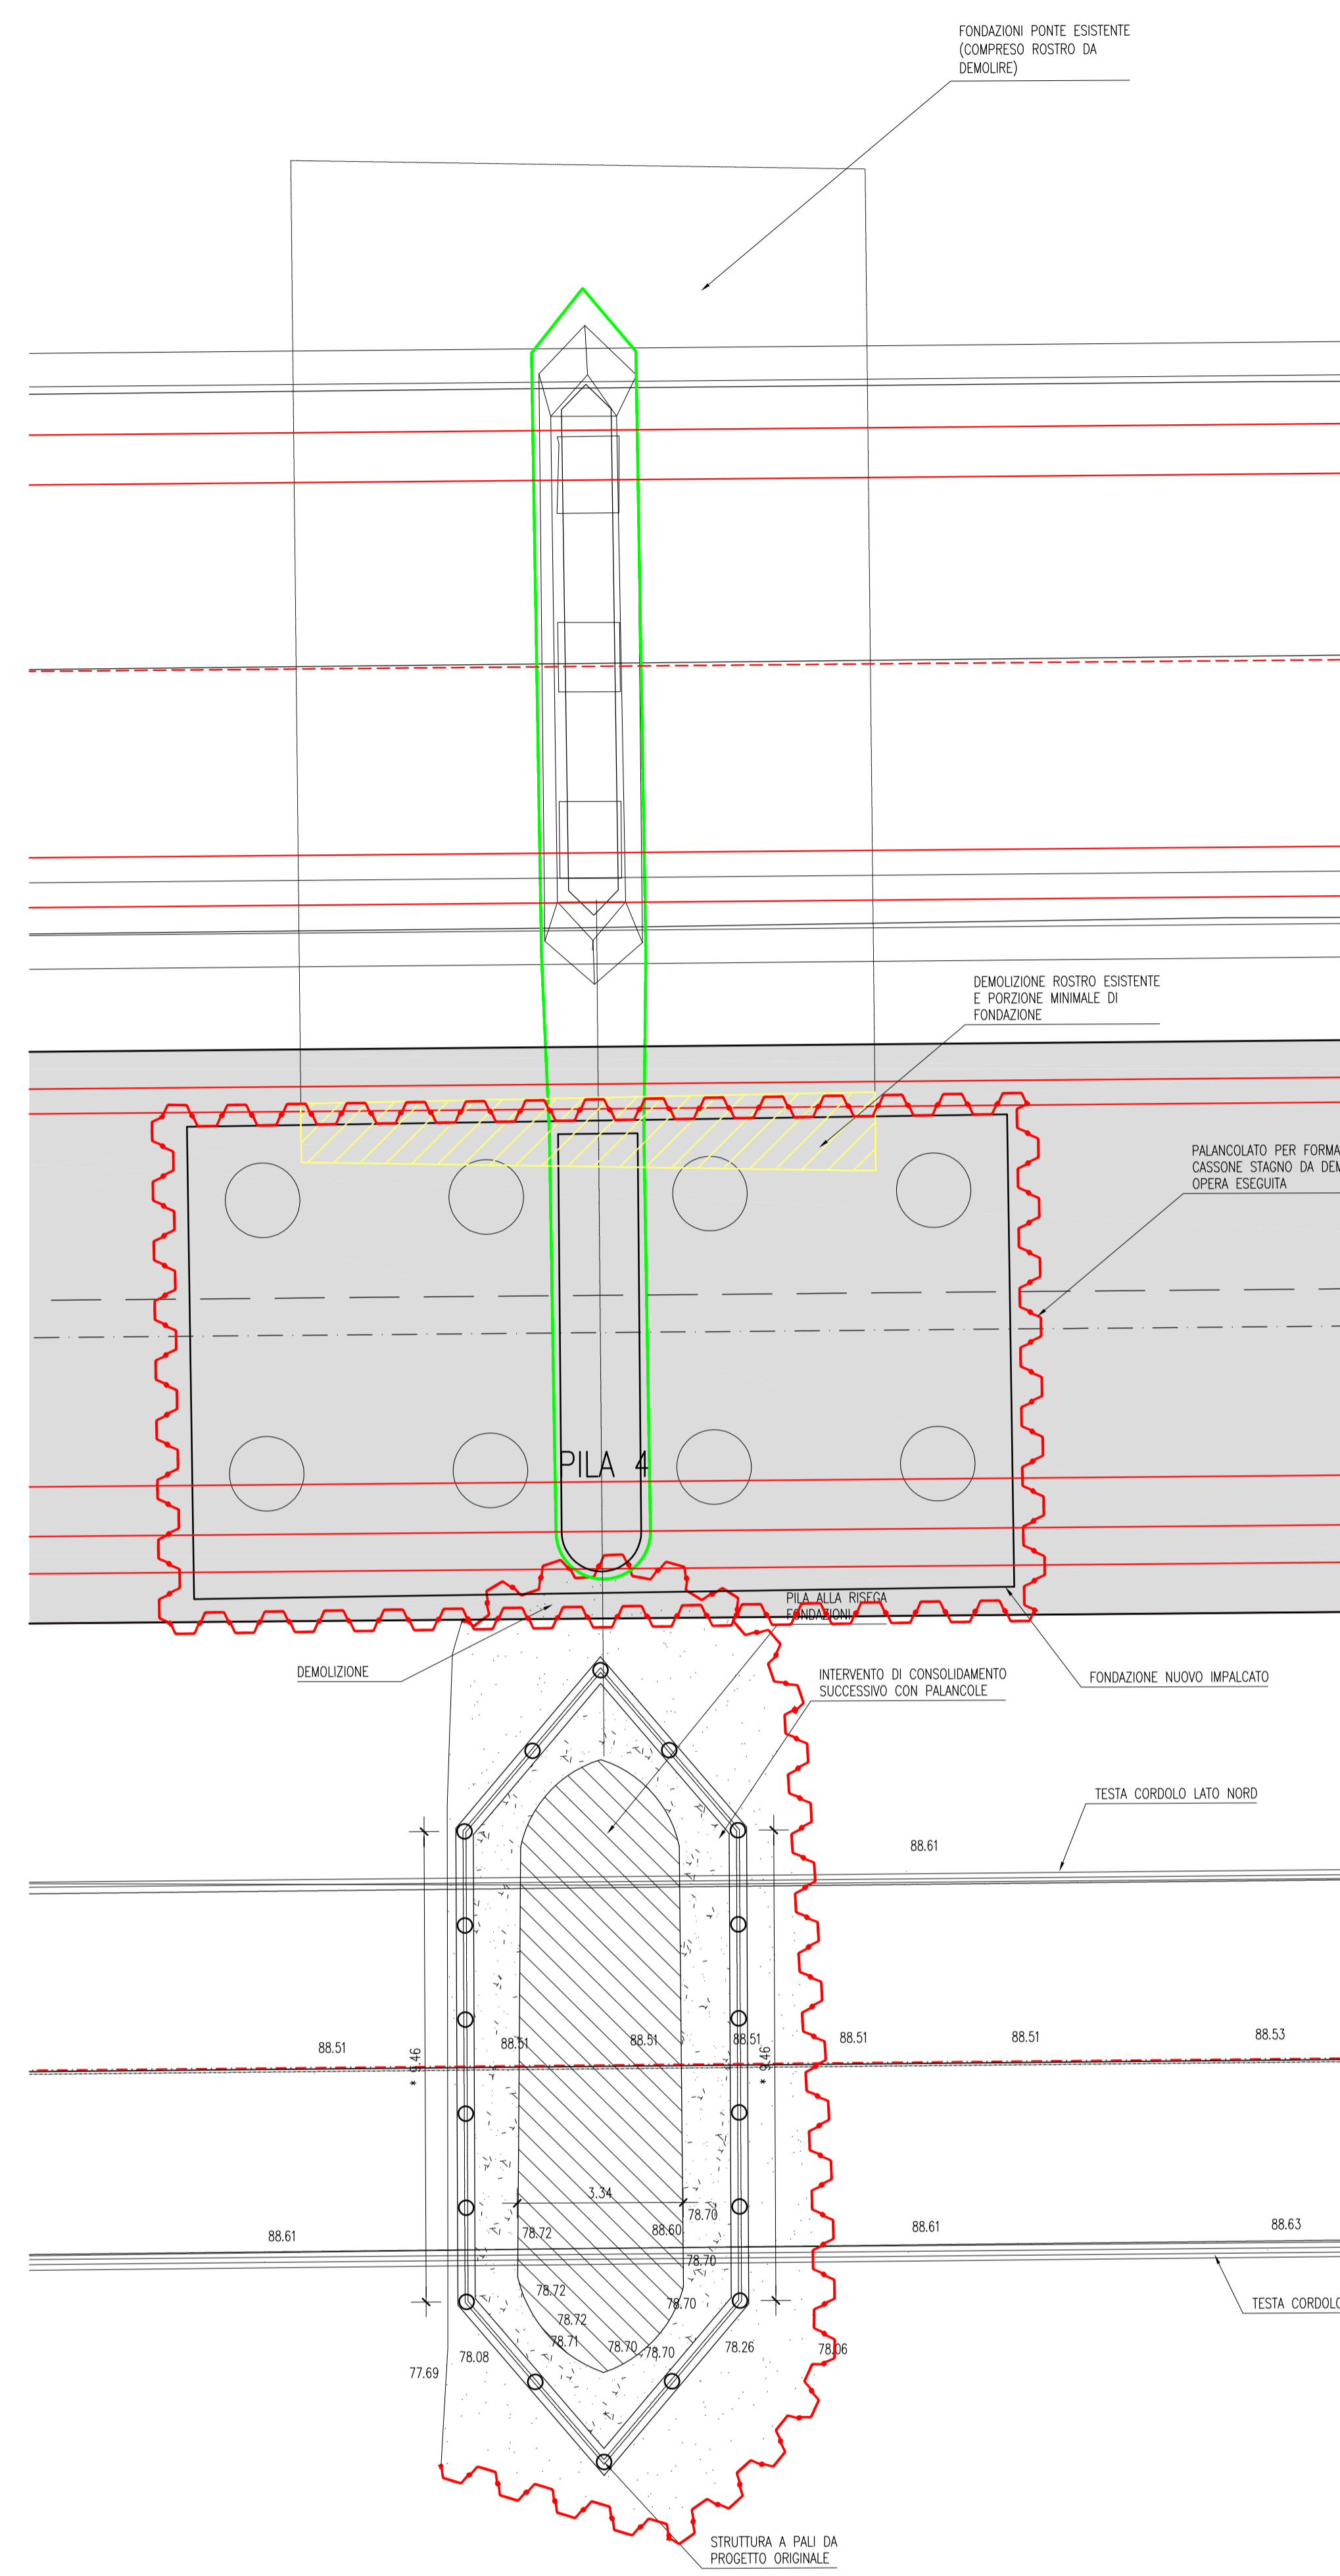 FONDAZIONI PONTE ESISTENTE
(COMPRESO ROSTRO DA
DEMOLIRE)
DEMOLIZIONE ROSTRO ESISTENTE
E PORZIONE MINIMALE DI
FONDAZIONE
PALANCOLATO PER FORMA
CASSONE STAGNO DA DEM
OPERA ESEGUITA
PILA 4
PILA ALLA RISEGA
FONDAZIONI
DEMOLIZIONE
INTERVENTO DI CONSOLIDAMENTO
SUCCESSIVO CON PALANCOLE
FONDAZIONE NUOVO IMPALCATO
TESTA CORDOLO LATO NORD
88.61
88.51
88.51
88.51
88.51
88.51
88.51
88.53
* 9.46
* 9.46
3.34
88.61
78.72
88.60
78.70
88.61
88.63
78.70
78.72
78.70
TESTA CORDOLO
78.72
78.71
78.70
78.70
78.26
78.06
78.08
77.69
STRUTTURA A PALI DA
PROGETTO ORIGINALE